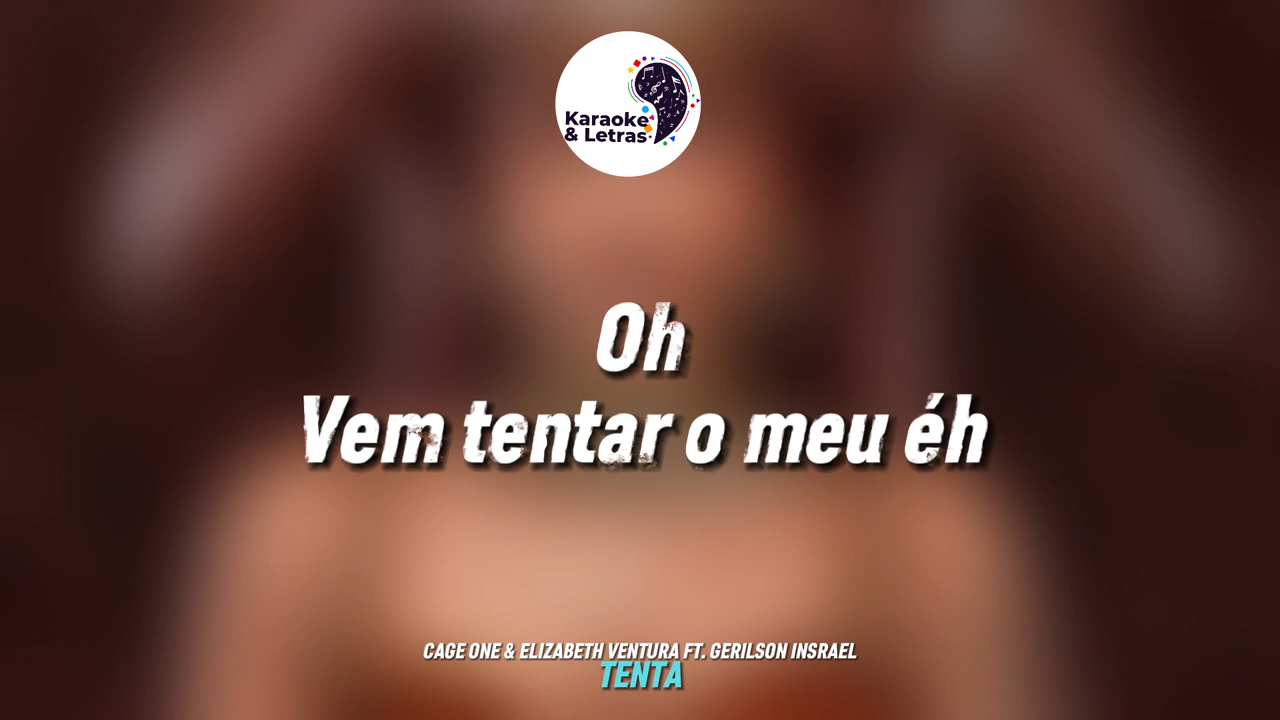 Karaoke
& Letras
Oh
Vem tentar o meu éh
CAGE ONE & ELIZABETH VENTURA FT. GERILSON INSRAEL
TENTA